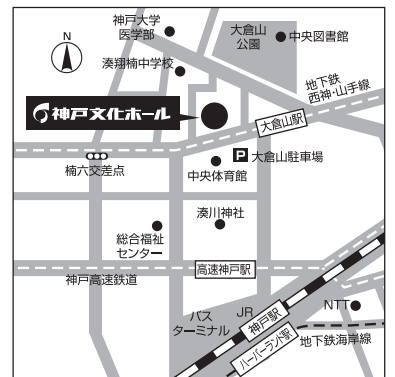 神戸大学
医学部
大倉山
公園
中央図書館
N
湊翔楠中学校
地下鉄
西神・山手線
神戸文化ホール
大倉山駅
P 大倉山駐車場
中央体育館
楠六交差点
湊川神社
総合福祉
センター
高速神戸駅
神戸高速鉄道
バス
ターミナル
JR
神戸駅
NTT
ハーバーランド駅
地下鉄海岸線